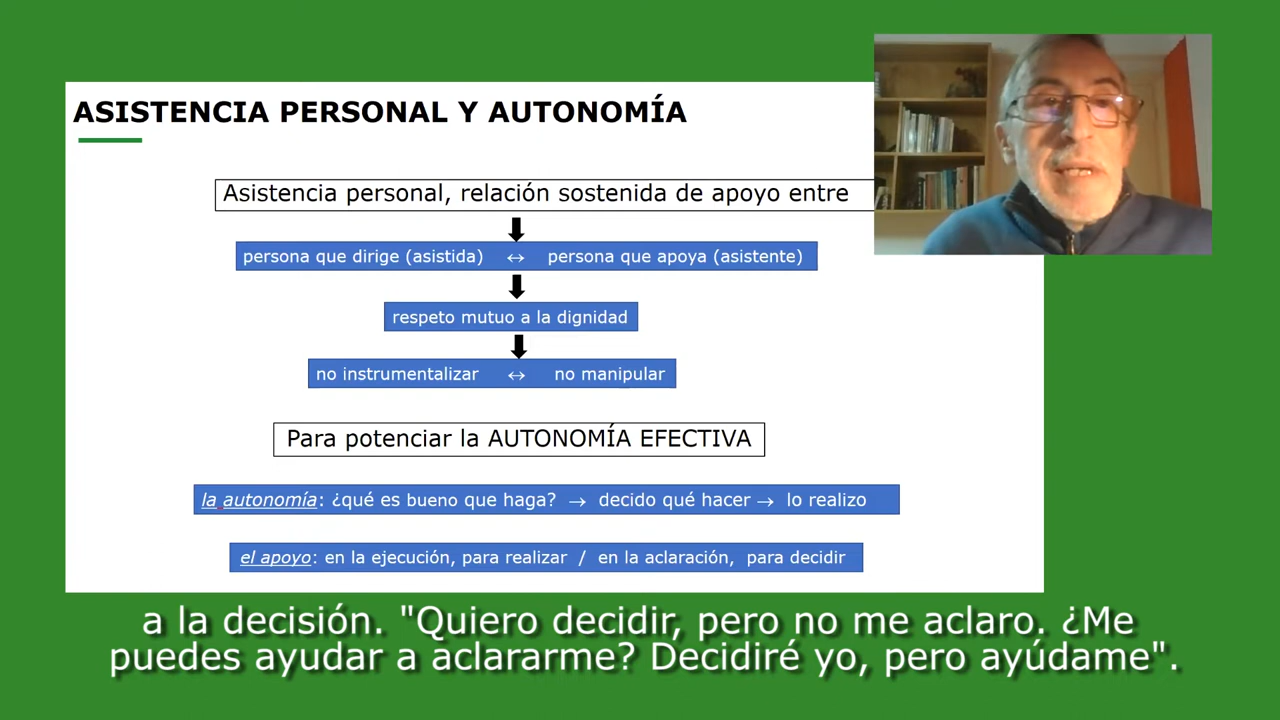 ASISTENCIA PERSONAL Y AUTONOMÍA
Asistencia personal, relación sostenida de apoyo entre
persona que dirige (asistida) ↔ persona que apoya (asistente)
respeto mutuo a la dignidad
no instrumentalizar ↔ no manipular
Para potenciar la AUTONOMÍA EFECTIVA
la autonomía: ¿qué es bueno que haga? → decido qué hacer → lo realizo
el apoyo: en la ejecución, para realizar / en la aclaración, para decidir
a la decisión. "Quiero decidir, pero no me aclaro. ¿Me
puedes ayudar a aclararme? Decidiré yo, pero ayúdame".